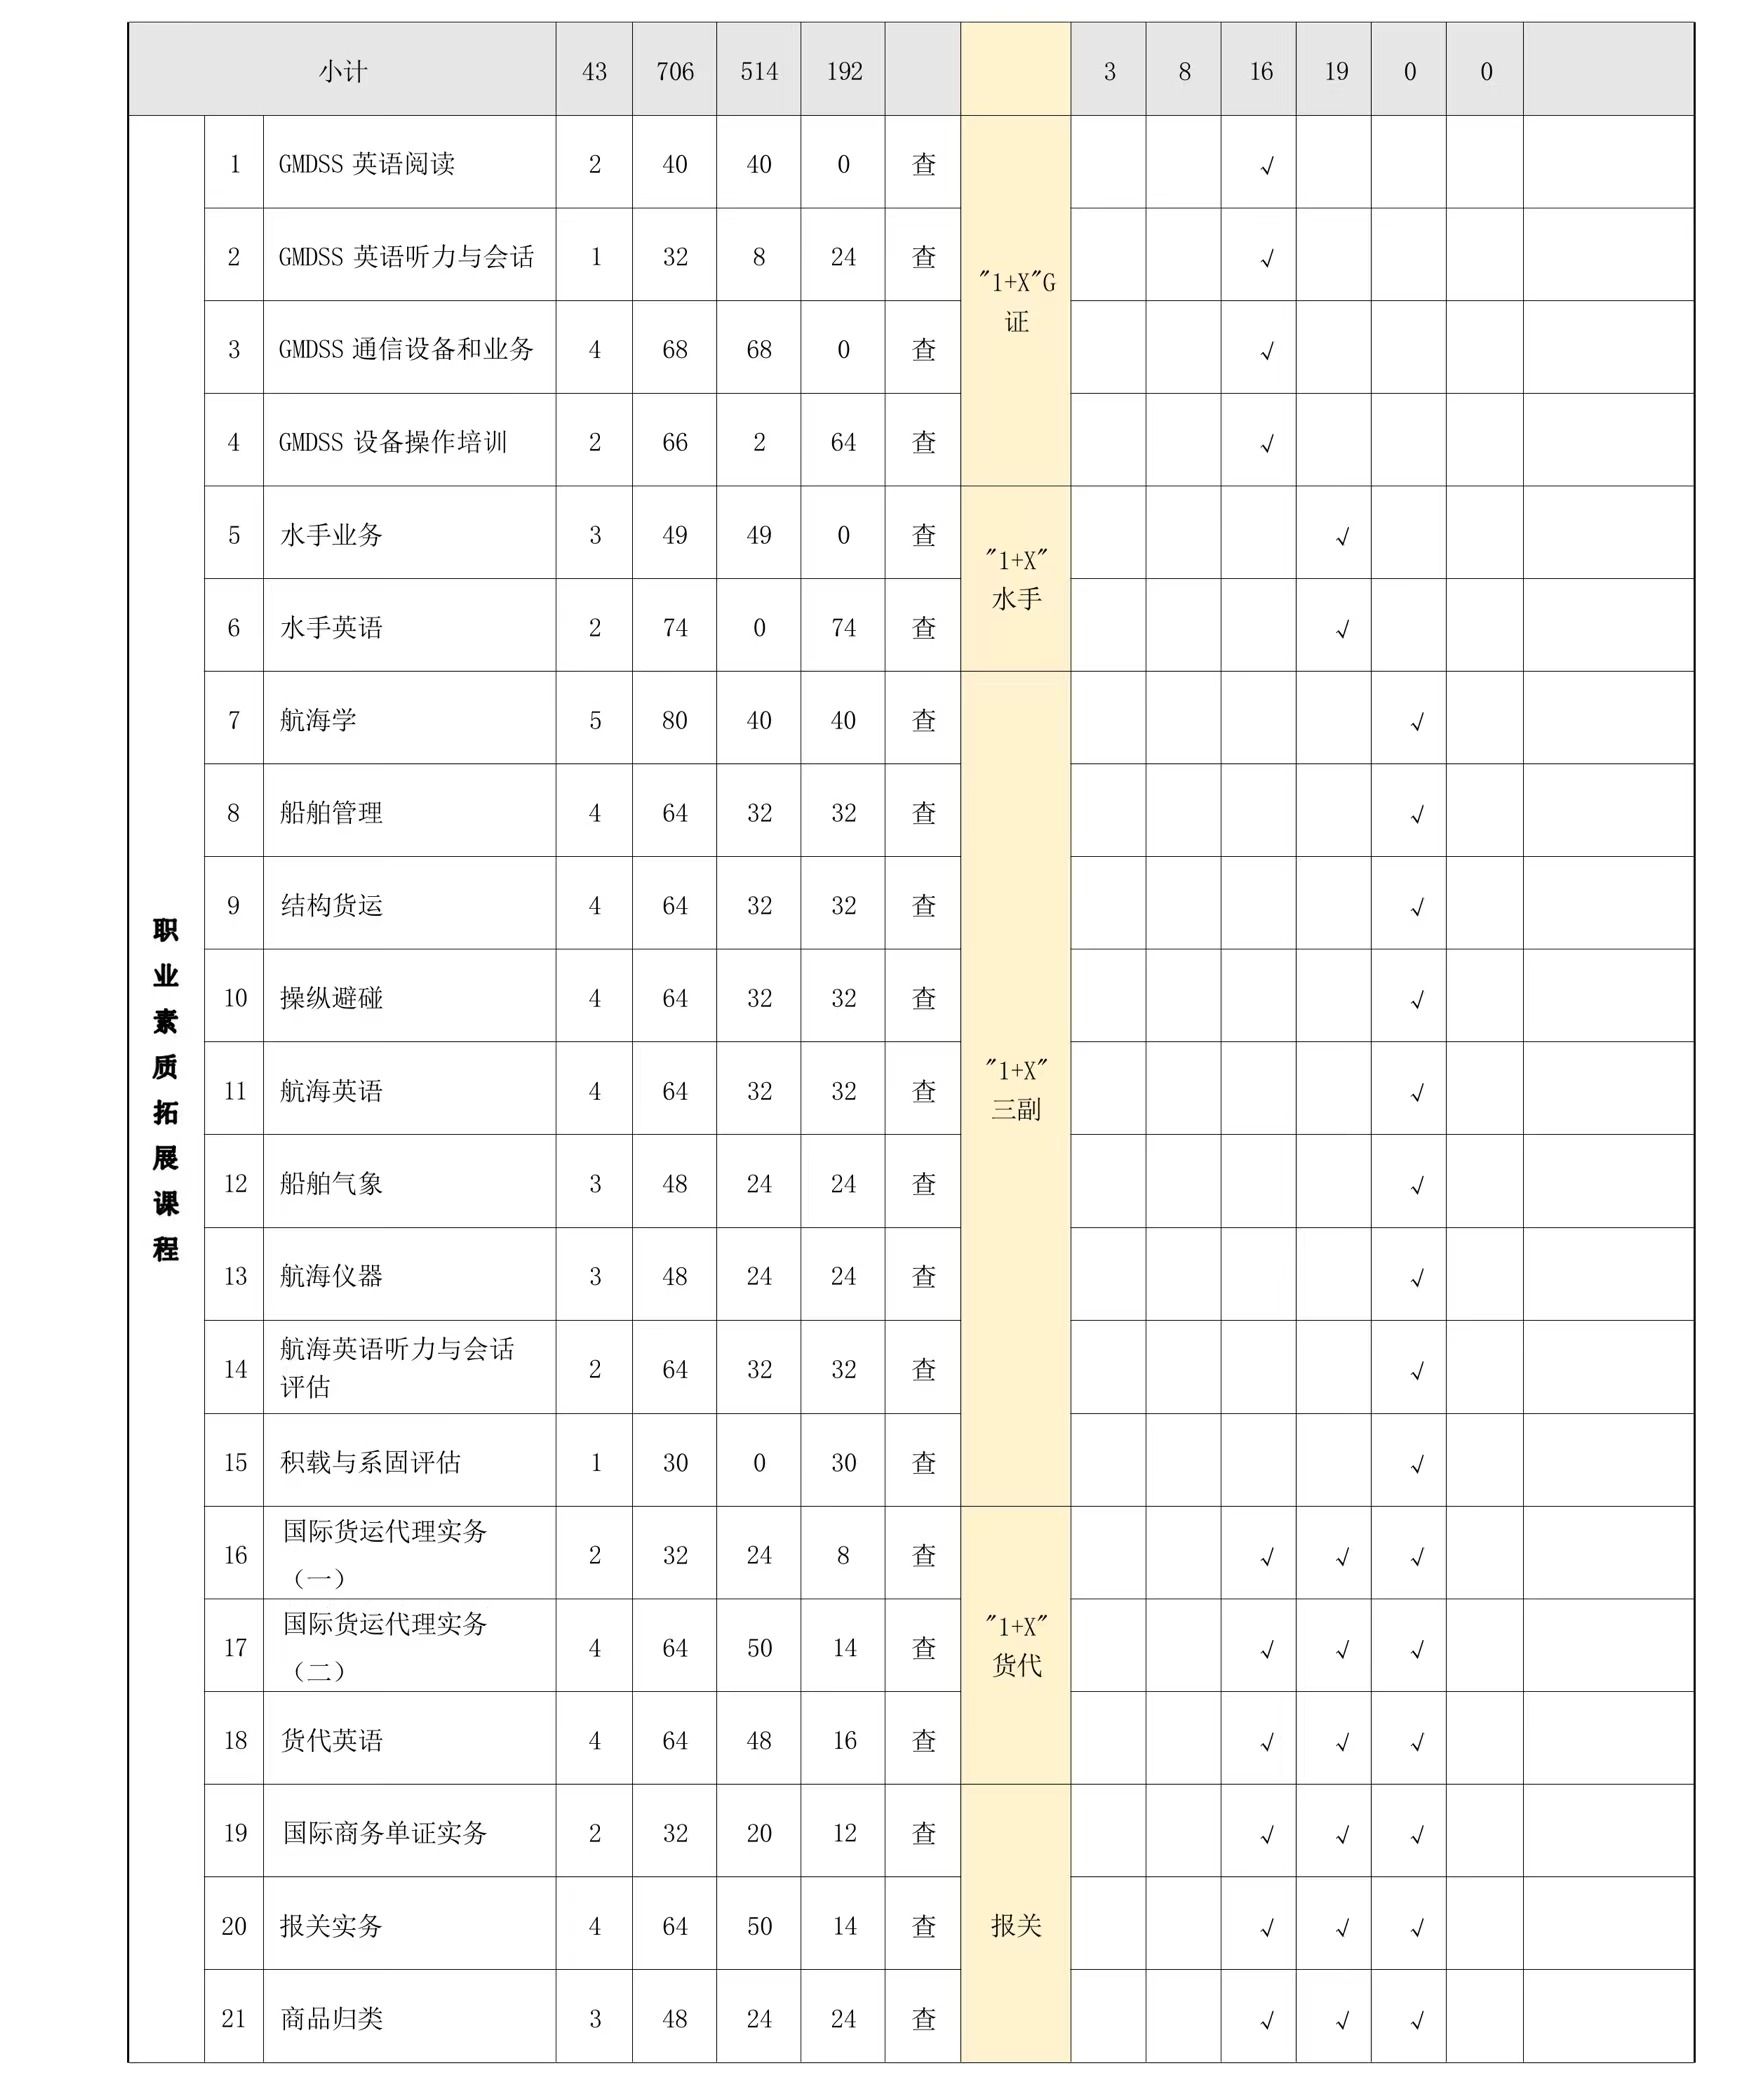 小计 43 706 514 192 3 8 16 19 0 0
职业素质拓展课程
1 GMDSS 英语阅读 2 40 40 0 查 √
2 GMDSS 英语听力与会话 1 32 8 24 查 √
"1+X"G
证
3 GMDSS 通信设备和业务 4 68 68 0 查 √
4 GMDSS 设备操作培训 2 66 2 64 查 √
5 水手业务 3 49 49 0 查 √
"1+X"
水手
6 水手英语 2 74 0 74 查 √
7 航海学 5 80 40 40 查 √
8 船舶管理 4 64 32 32 查 √
9 结构货运 4 64 32 32 查 √
10 操纵避碰 4 64 32 32 查 √
11 航海英语 4 64 32 32 查 √
"1+X"
三副
12 船舶气象 3 48 24 24 查 √
13 航海仪器 3 48 24 24 查 √
14 航海英语听力与会话
评估 2 64 32 32 查 √
15 积载与系固评估 1 30 0 30 查 √
16 国际货运代理实务
（一） 2 32 24 8 查 √ √ √
17 国际货运代理实务
（二） 4 64 50 14 查 √ √ √
"1+X"
货代
18 货代英语 4 64 48 16 查 √ √ √
19 国际商务单证实务 2 32 20 12 查 √ √ √
20 报关实务 4 64 50 14 查 报关 √ √ √
21 商品归类 3 48 24 24 查 √ √ √